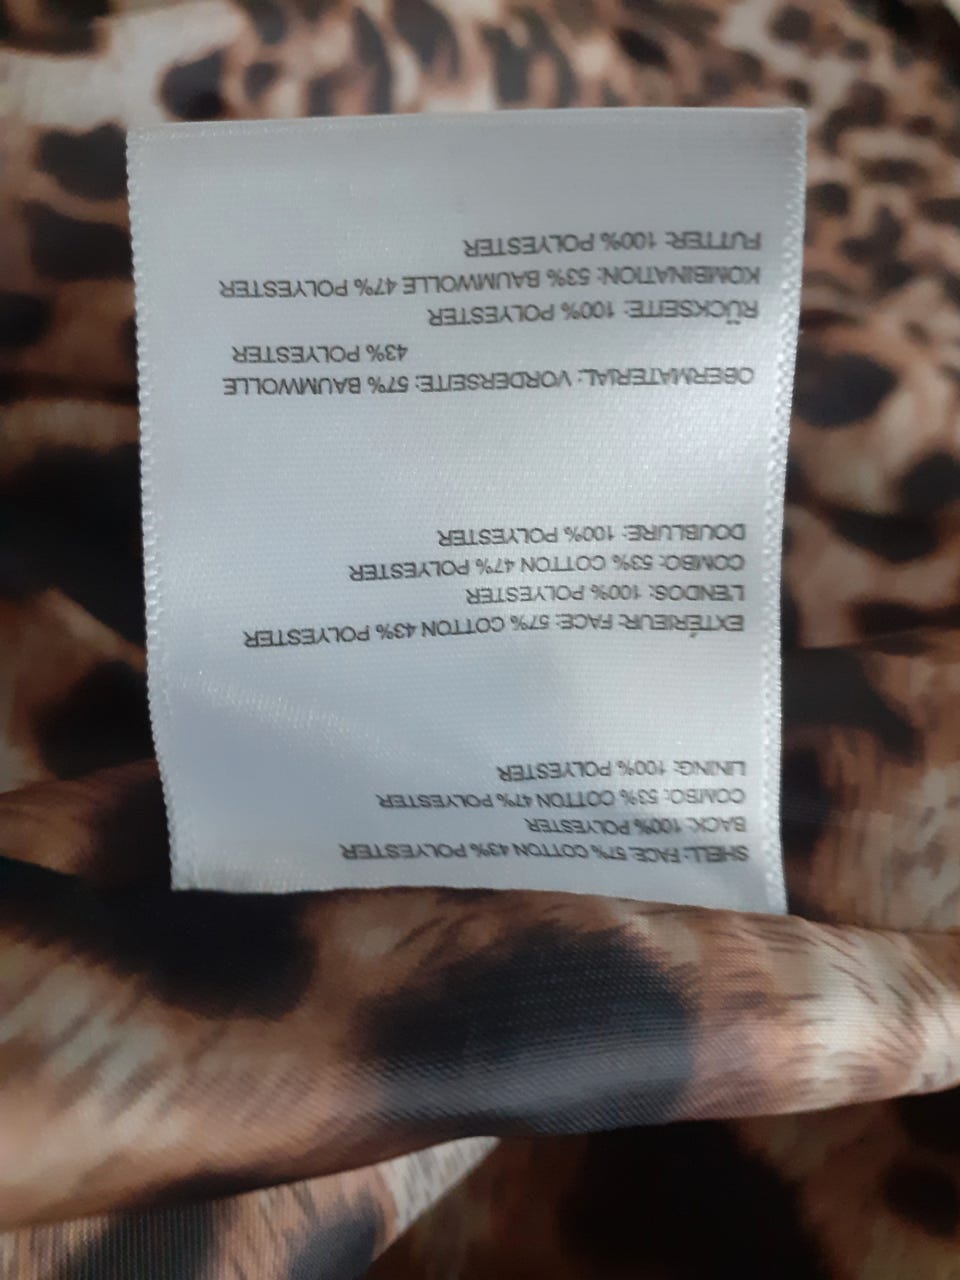 SHELL: FACE: 57% COTTON 43% POLYESTER
BACK: 100% POLYESTER
COMBO: 53% COTTON 47% POLYESTER
LINING: 100% POLYESTER
EXTÉRIEUR: FACE: 57% COTTON 43% POLYESTER
L'ENDOS: 100% POLYESTER
COMBO: 53% COTTON 47% POLYESTER
DOUBLURE: 100% POLYESTER
OBERMATERIAL: VORDERSEITE: 57% BAUMWOLLE
43% POLYESTER
RÜCKSEITE: 100% POLYESTER
KOMBINATION: 53% BAUMWOLLE 47% POLYESTER
FUTTER: 100% POLYESTER